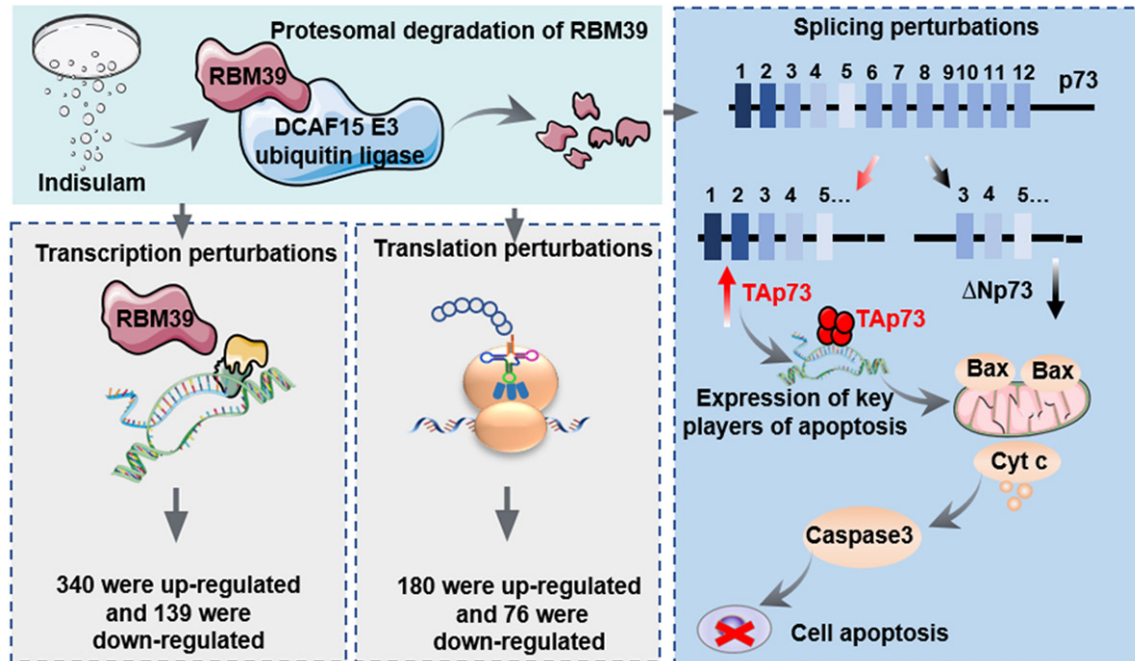 Protesomal degradation of RBM39
RBM39
DCAF15 E3
ubiquitin ligase
Indisulam
Transcription perturbations
RBM39
340 were up-regulated
and 139 were
down-regulated
Translation perturbations
180 were up-regulated
and 76 were
down-regulated
Splicing perturbations
1 2 3 4 5 6 7 8 9 10 11 12 p73
1 2 3 4 5...
3 4 5...
TAp73
ΔNp73
TAp73
Expression of key
players of apoptosis
Bax Bax
Cyt c
Caspase3
Cell apoptosis